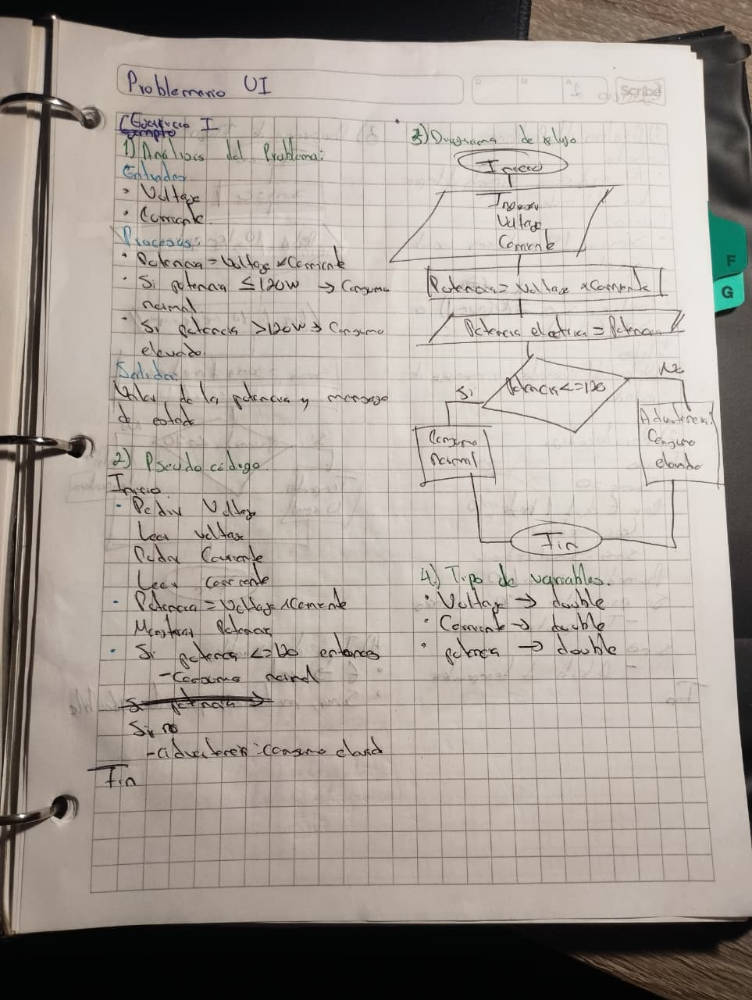 Problemario UI
D M A
Scribe
Ejercicio I
1) Análisis del Problema:
Entradas
• Voltaje
• Corriente
Procesos:
• Potencia = Voltaje x Corriente
• Si potencia ≤ 120W → Consumo
normal
• Si potencia > 120W → Consumo
elevado
Salida:
Valor de la potencia y mensaje
de estado
2) Pseudo código.
Inicio
• Pedir Voltaje
Leer voltaje
Pedir Corriente
Leer corriente
• Potencia = Voltaje x Corriente
Mostrar Potencia
• Si potencia <= 120 entonces
- Consumo normal
Si potencia →
Si no
- advertencia: consumo elevado
Fin
3) Diagrama de flujo
Inicio
Ingresar
Voltaje
Corriente
Potencia = Voltaje x Corriente
Potencia electrica = Potencia
Potencia <= 120
Si
No
Consumo
normal
Advertencia:
Consumo
elevado
Fin
4) Tipo de variables.
• Voltaje → double
• Corriente → double
• potencia → double
F
G